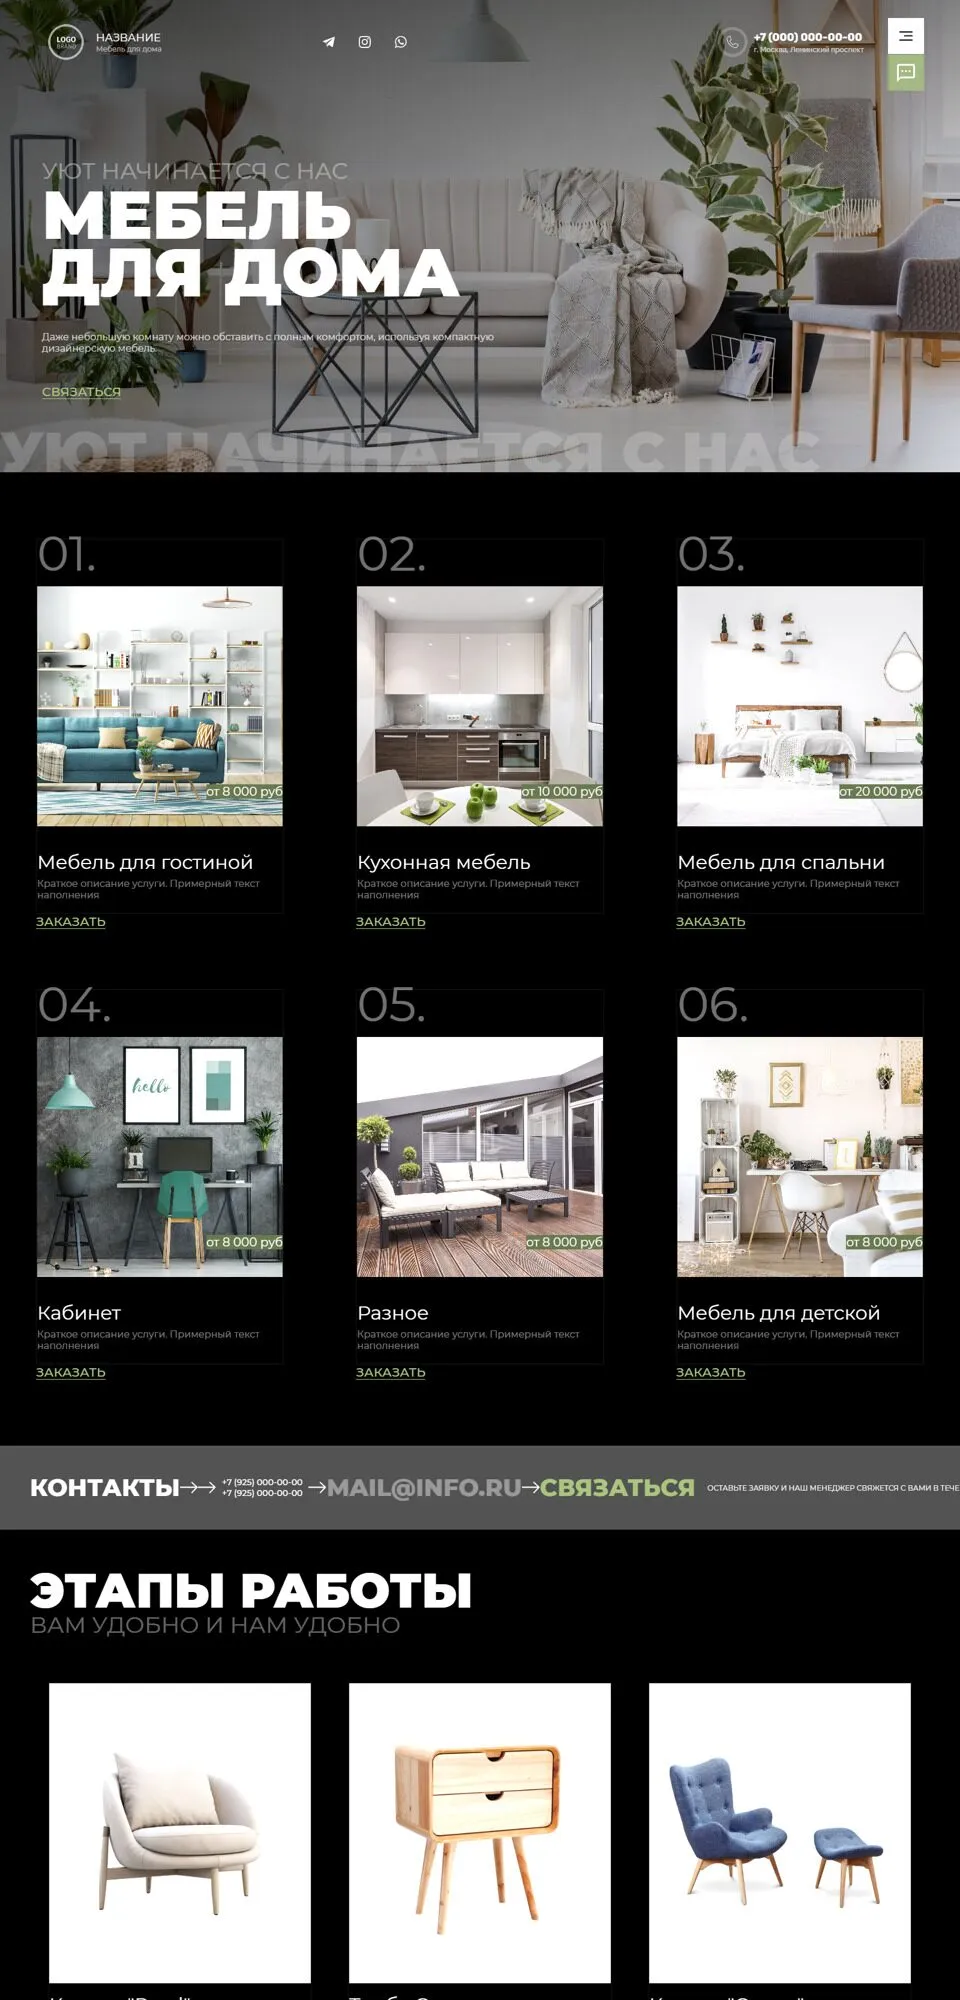 LOGO
BRAND
НАЗВАНИЕ
Мебель для дома
+7 (000) 000-00-00
г. Москва, Ленинский проспект
УЮТ НАЧИНАЕТСЯ С НАС
МЕБЕЛЬ
ДЛЯ ДОМА
Даже небольшую комнату можно обставить с полным комфортом, используя компактную
дизайнерскую мебель.
СВЯЗАТЬСЯ
УЮТ НАЧИНАЕТСЯ С НАС
01.
02.
03.
от 8 000 руб
от 10 000 руб
от 20 000 руб
Мебель для гостиной
Кухонная мебель
Мебель для спальни
Краткое описание услуги. Примерный текст
наполнения
Краткое описание услуги. Примерный текст
наполнения
Краткое описание услуги. Примерный текст
наполнения
ЗАКАЗАТЬ
ЗАКАЗАТЬ
ЗАКАЗАТЬ
04.
05.
06.
hello
от 8 000 руб
от 8 000 руб
от 8 000 руб
Кабинет
Разное
Мебель для детской
Краткое описание услуги. Примерный текст
наполнения
Краткое описание услуги. Примерный текст
наполнения
Краткое описание услуги. Примерный текст
наполнения
ЗАКАЗАТЬ
ЗАКАЗАТЬ
ЗАКАЗАТЬ
КОНТАКТЫ
+7 (925) 000-00-00
+7 (925) 000-00-00
MAIL@INFO.RU
СВЯЗАТЬСЯ
ОСТАВЬТЕ ЗАЯВКУ И НАШ МЕНЕДЖЕР СВЯЖЕТСЯ С ВАМИ В ТЕЧЕ
ЭТАПЫ РАБОТЫ
ВАМ УДОБНО И НАМ УДОБНО